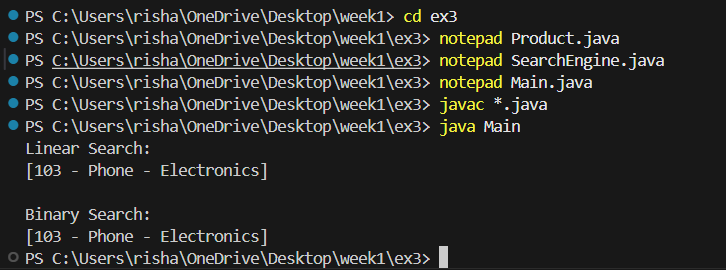 PS C:\Users\risha\OneDrive\Desktop\week1> cd ex3
PS C:\Users\risha\OneDrive\Desktop\week1\ex3> notepad Product.java
PS C:\Users\risha\OneDrive\Desktop\week1\ex3> notepad SearchEngine.java
PS C:\Users\risha\OneDrive\Desktop\week1\ex3> notepad Main.java
PS C:\Users\risha\OneDrive\Desktop\week1\ex3> javac *.java
PS C:\Users\risha\OneDrive\Desktop\week1\ex3> java Main
Linear Search:
[103 - Phone - Electronics]

Binary Search:
[103 - Phone - Electronics]
PS C:\Users\risha\OneDrive\Desktop\week1\ex3>